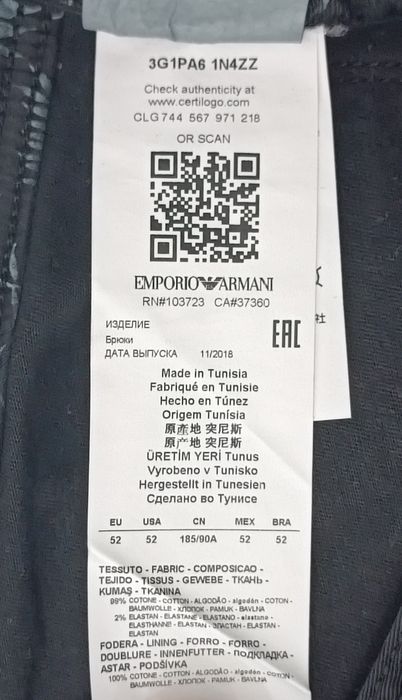 3G1PA6 1N4ZZ
Check authenticity at
www.certilogo.com
CLG744 567 971 218
OR SCAN
EMPORIO ARMANI
RN#103723 CA#37360
ИЗДЕЛИЕ
Брюки
ДАТА ВЫПУСКА 11/2018
EAC
Made in Tunisia
Fabriqué en Tunisie
Hecho en Túnez
Origem Tunísia
原產地 突尼斯
原产地 突尼斯
ÜRETİM YERİ Tunus
Vyrobeno v Tunisko
Hergestellt in Tunesien
Сделано во Тунисе
EU USA CN MEX BRA
52 52 185/90A 52 52
TESSUTO - FABRIC - COMPOSICAO -
TEJIDO - TISSUS - GEWEBE - ТКАНЬ -
KUMAŞ - TKANINA
98% COTONE - COTTON - ALGODÃO - algodón - COTON -
BAUMWOLLE - ХЛОПОК - PAMUK - BAVLNA
2% ELASTAN - ELASTANE - ELASTANO - elastano -
ELASTHANNE - ELASTAN - ЭЛАСТАН - ELASTAN -
ELASTAN
FODERA - LINING - FORRO - FORRO -
DOUBLURE - INNENFUTTER - ПОДКЛАДКА -
ASTAR - PODŠÍVKA
100% COTONE - COTTON - ALGODÃO - algodón - COTON -
BAUMWOLLE - ХЛОПОК - PAMUK - BAVLNA
社